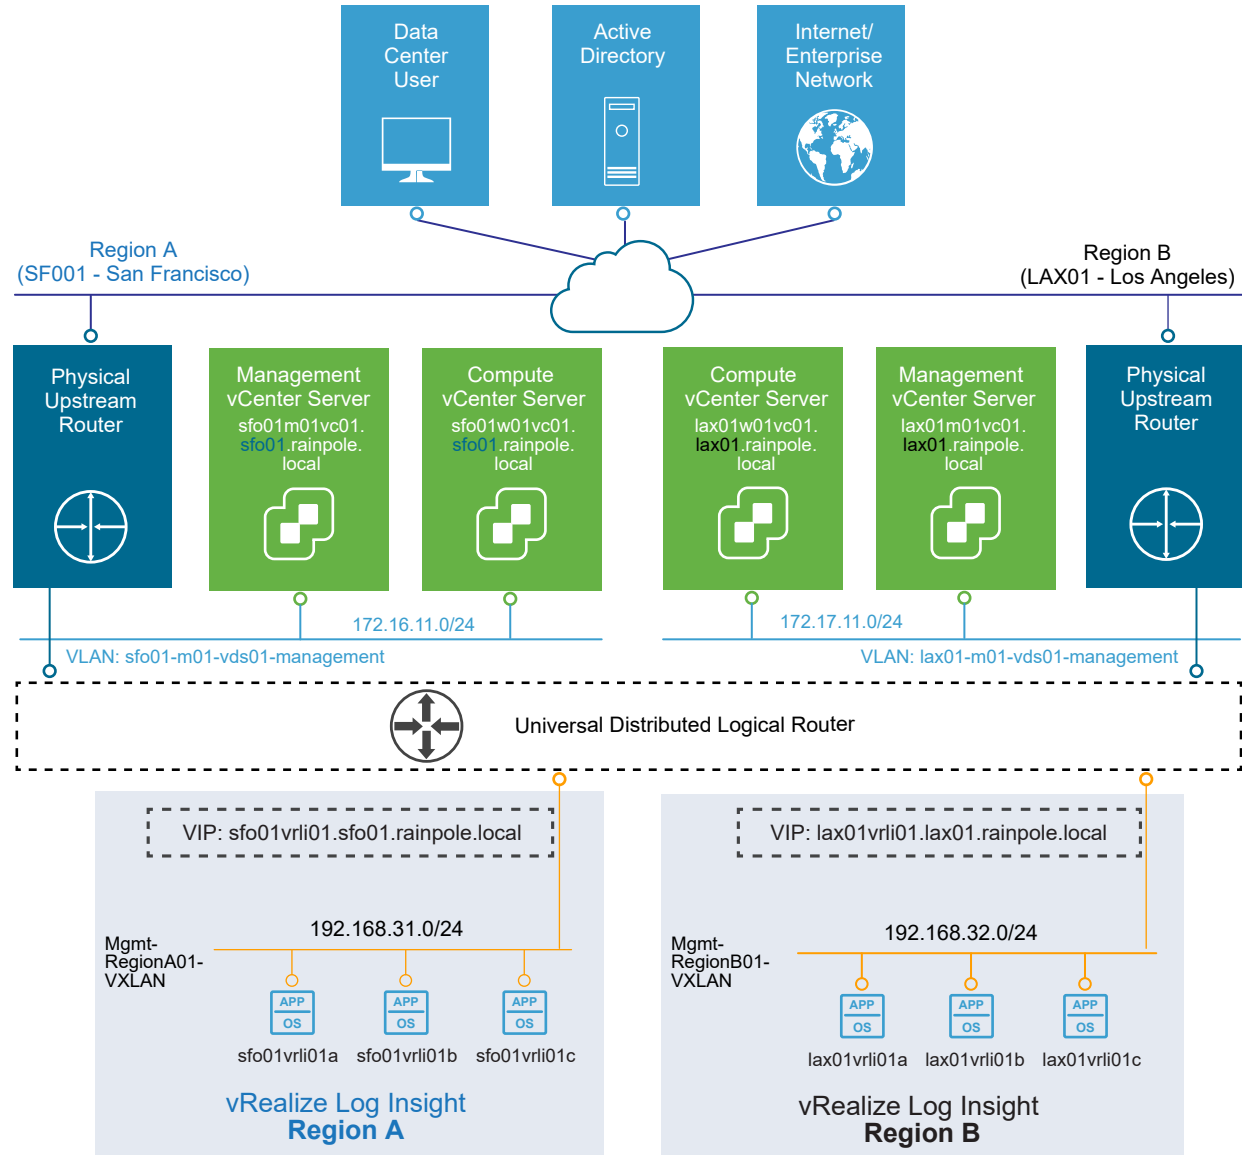 Data
Center
User
Active
Directory
Internet/
Enterprise
Network
Region A
(SF001 - San Francisco)
Region B
(LAX01 - Los Angeles)
Physical
Upstream
Router
Management
vCenter Server
sfo01m01vc01.
sfo01.rainpole.
local
Compute
vCenter Server
sfo01w01vc01.
sfo01.rainpole.
local
Compute
vCenter Server
lax01w01vc01.
lax01.rainpole.
local
Management
vCenter Server
lax01m01vc01.
lax01.rainpole.
local
Physical
Upstream
Router
172.16.11.0/24
VLAN: sfo01-m01-vds01-management
172.17.11.0/24
VLAN: lax01-m01-vds01-management
Universal Distributed Logical Router
VIP: sfo01vrli01.sfo01.rainpole.local
192.168.31.0/24
Mgmt-
RegionA01-
VXLAN
APP
OS
APP
OS
APP
OS
sfo01vrli01a
sfo01vrli01b
sfo01vrli01c
vRealize Log Insight
Region A
VIP: lax01vrli01.lax01.rainpole.local
192.168.32.0/24
Mgmt-
RegionB01-
VXLAN
APP
OS
APP
OS
APP
OS
lax01vrli01a
lax01vrli01b
lax01vrli01c
vRealize Log Insight
Region B